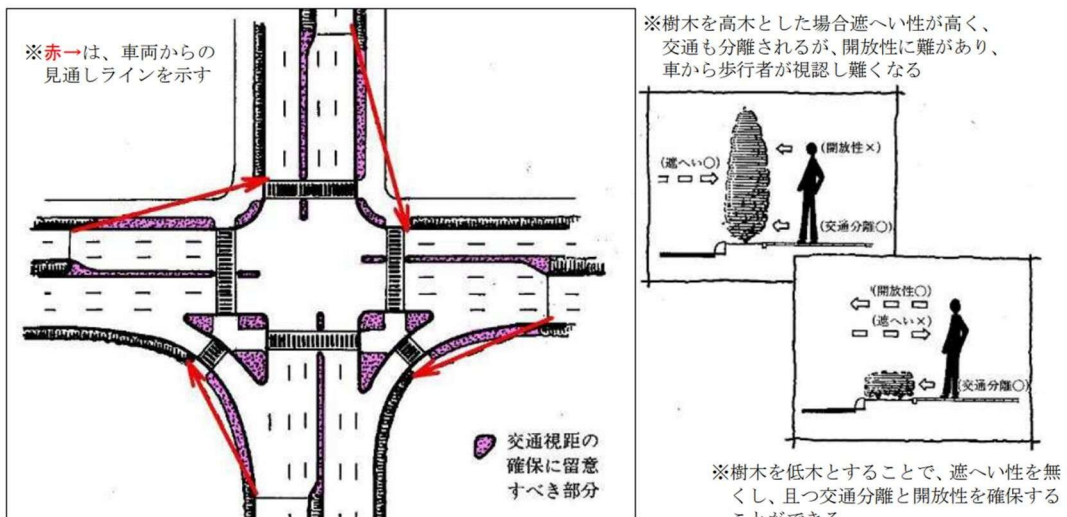 ※赤→は、車両からの
見通しラインを示す
交通視距の
確保に留意
すべき部分
※樹木を高木とした場合遮へい性が高く、
交通も分離されるが、開放性に難があり、
車から歩行者が視認し難くなる
(開放性×)
(遮へい○)
(交通分離○)
(開放性○)
(遮へい×)
(交通分離○)
※樹木を低木とすることで、遮へい性を無
くし、且つ交通分離と開放性を確保する
ことができる